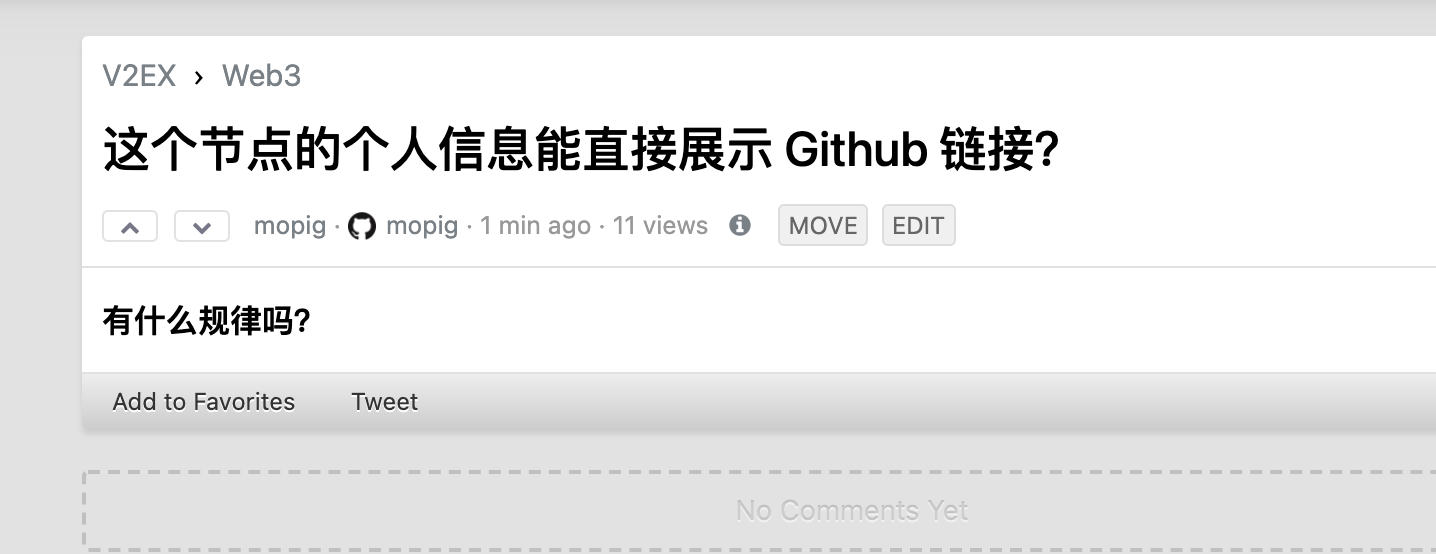 V2EX › Web3
这个节点的个人信息能直接展示 Github 链接?
mopig · mopig · 1 min ago · 11 views MOVE EDIT
有什么规律吗?
Add to Favorites Tweet
No Comments Yet